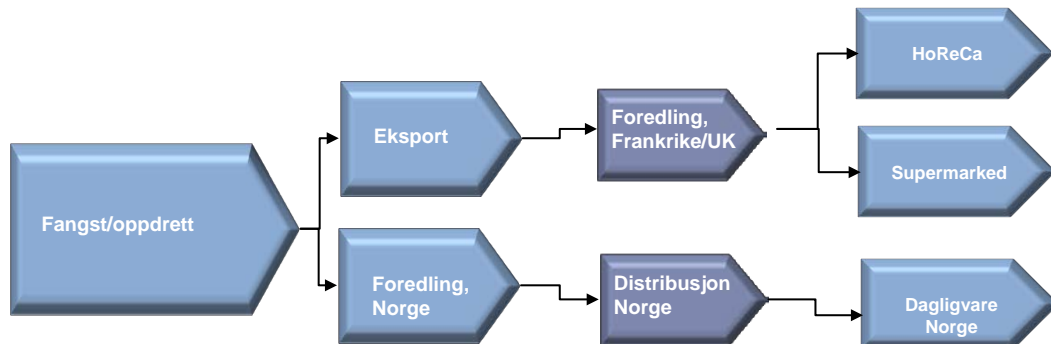 HoReCa
Eksport
Foredling,
Frankrike/UK
Supermarked
Fangst/oppdrett
Foredling,
Norge
Distribusjon
Norge
Dagligvare
Norge